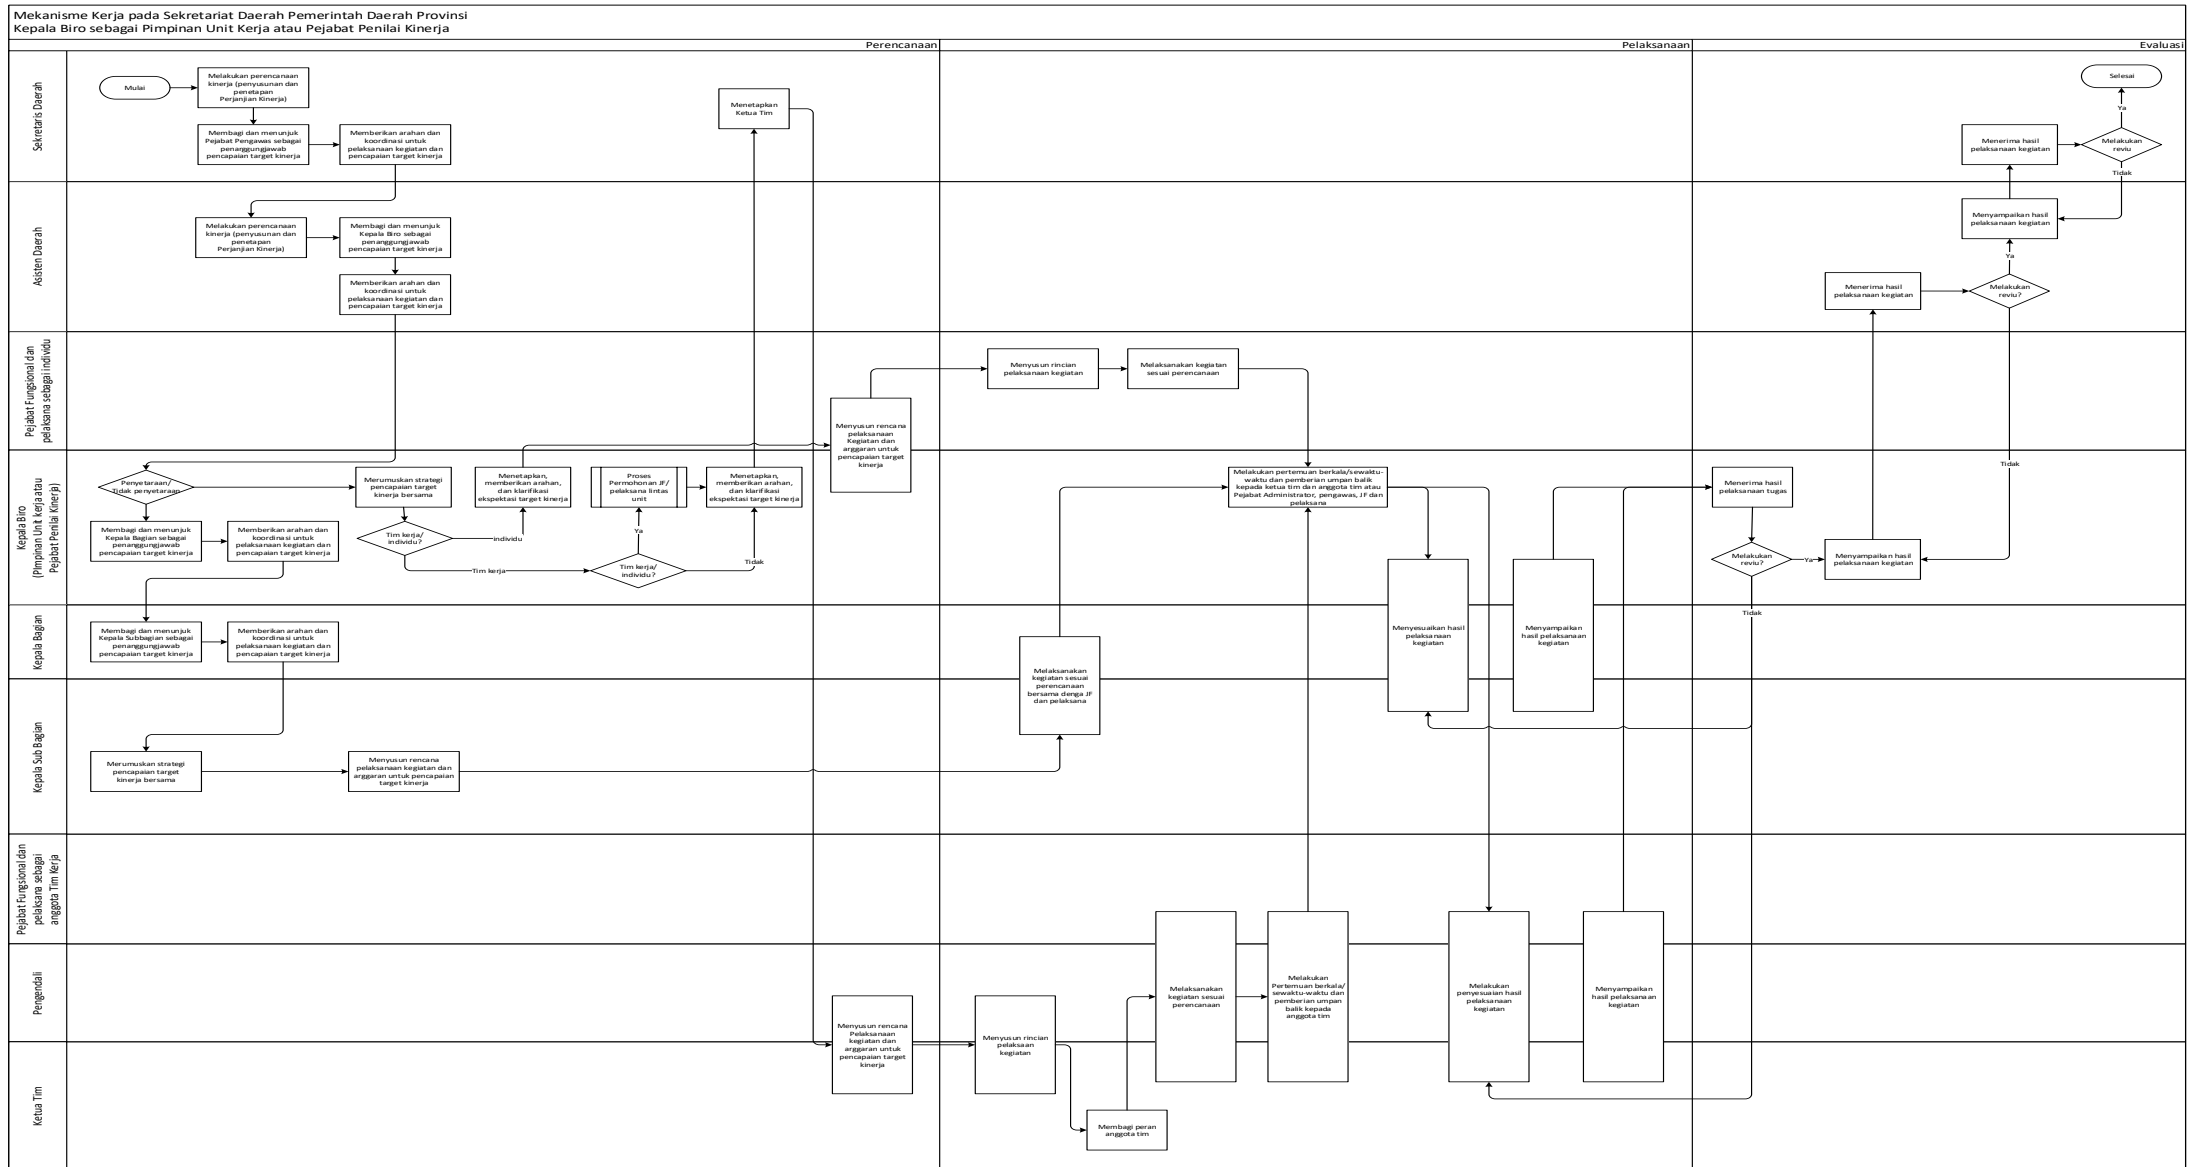 Mekanisme Kerja pada Sekretariat Daerah Pemerintah Daerah Provinsi
Kepala Biro sebagai Pimpinan Unit Kerja atau Pejabat Penilai Kinerja
Perencanaan
Pelaksanaan
Evaluasi
Sekretaris Daerah
Mulai
Melakukan perencanaan
kinerja (penyusunan dan
penetapan
Perjanjian Kinerja)
Membagi dan menunjuk
Pejabat Pengawas sebagai
penarggungjawab
pencapaian target kinerja
Memberikan arahan dan
koordinasi untuk
pelaksanaan kegiatan dan
pencapaian target kinerja
Menetapkan
Ketua Tim
Menerima hasil
pelaksanaan kegiatan
Melakukan
reviu
Ya
Selesai
Tidak
Asisten Daerah
Melakukan perencanaan
kinerja (penyusunan dan
penetapan
Perjanjian Kinerja)
Membagi dan menunjuk
Kepala Biro sebagai
penanggungjawab
pencapaian target kinerja
Memberikan arahan dan
koordinasi untuk
pelaksanaan kegiatan dan
pencapaian target kinerja
Menyampaikan hasil
pelaksanaan kegiatan
Ya
Menerima hasil
pelaksanaan kegiatan
Melakukan
reviu?
Tidak
Pejabat Fungsional dan
pelaksana sebagai individu
Menyusun rencana
pelaksanaan
Kegiatan dan
arggaran untuk
pencapaian target
kinerja
Menyusun rincian
pelaksanaan kegiatan
Melaksanakan kegiatan
sesuai perencanaan
Kepala Biro
(Pimpinan Unit kerja atau
Pejabat Penilai Kinerja)
Penyetaraan/
Tidak penyetaraan
Membagi dan menunjuk
Kepala Bagian sebagai
penanggungjawab
pencapaian target kinerja
Memberikan arahan dan
koordinasi untuk
pelaksanaan kegiatan dan
pencapaian target kinerja
Merumuskan strategi
pencapaian target
kinerja bersama
Tim kerja/
individu?
individu
Tim kerja
Menetapkan,
memberikan arahan,
dan klarifikasi
ekspektasi target kinerja
Proses
Permohonan JF/
pelaksana lintas
unit
Ya
Tim kerja/
individu?
Tidak
Menetapkan,
memberikan arahan,
dan klarifikasi
ekspektasi target kinerja
Melakukan pertemuan berkala/sewaktu-
waktu dan pemberian umpan balik
kepada ketua tim dan anggota tim atau
Pejabat Administrator, pengawas, JF dan
pelaksana
Menerima hasil
pelaksanaan tugas
Melakukan
reviu?
Ya
Menyampaikan hasil
pelaksanaan kegiatan
Tidak
Kepala Bagian
Membagi dan menunjuk
Kepala Subbagian sebagai
penanggungjawab
pencapaian target kinerja
Memberikan arahan dan
koordinasi untuk
pelaksanaan kegiatan dan
pencapaian target kinerja
Melaksanakan
kegiatan sesuai
perencanaan
bersama denga JF
dan pelaksana
Menyesuaikan hasil
pelaksanaan
kegiatan
Menyampaikan
hasil pelaksanaan
kegiatan
Kepala Sub Bagian
Merumuskan strategi
pencapaian target
kinerja bersama
Menyusun rencana
pelaksanaan kegiatan dan
arggaran untuk pencapaian
target kinerja
Pejabat Fungsional dan
pelaksana sebagai
anggota Tim Kerja
Pengendali
Melaksanakan
kegiatan sesuai
perencanaan
Melakukan
Pertemuan berkala/
sewaktu-waktu dan
pemberian umpan
balik kepada
anggota tim
Melakukan
penyesuaian hasil
pelaksanaan
kegiatan
Menyampaikan
hasil pelaksanaan
kegiatan
Ketua Tim
Menyusun rencana
Pelaksanaan
kegiatan dan
arggaran untuk
pencapaian target
kinerja
Menyusun rincian
pelaksaan
kegiatan
Membagi peran
anggota tim